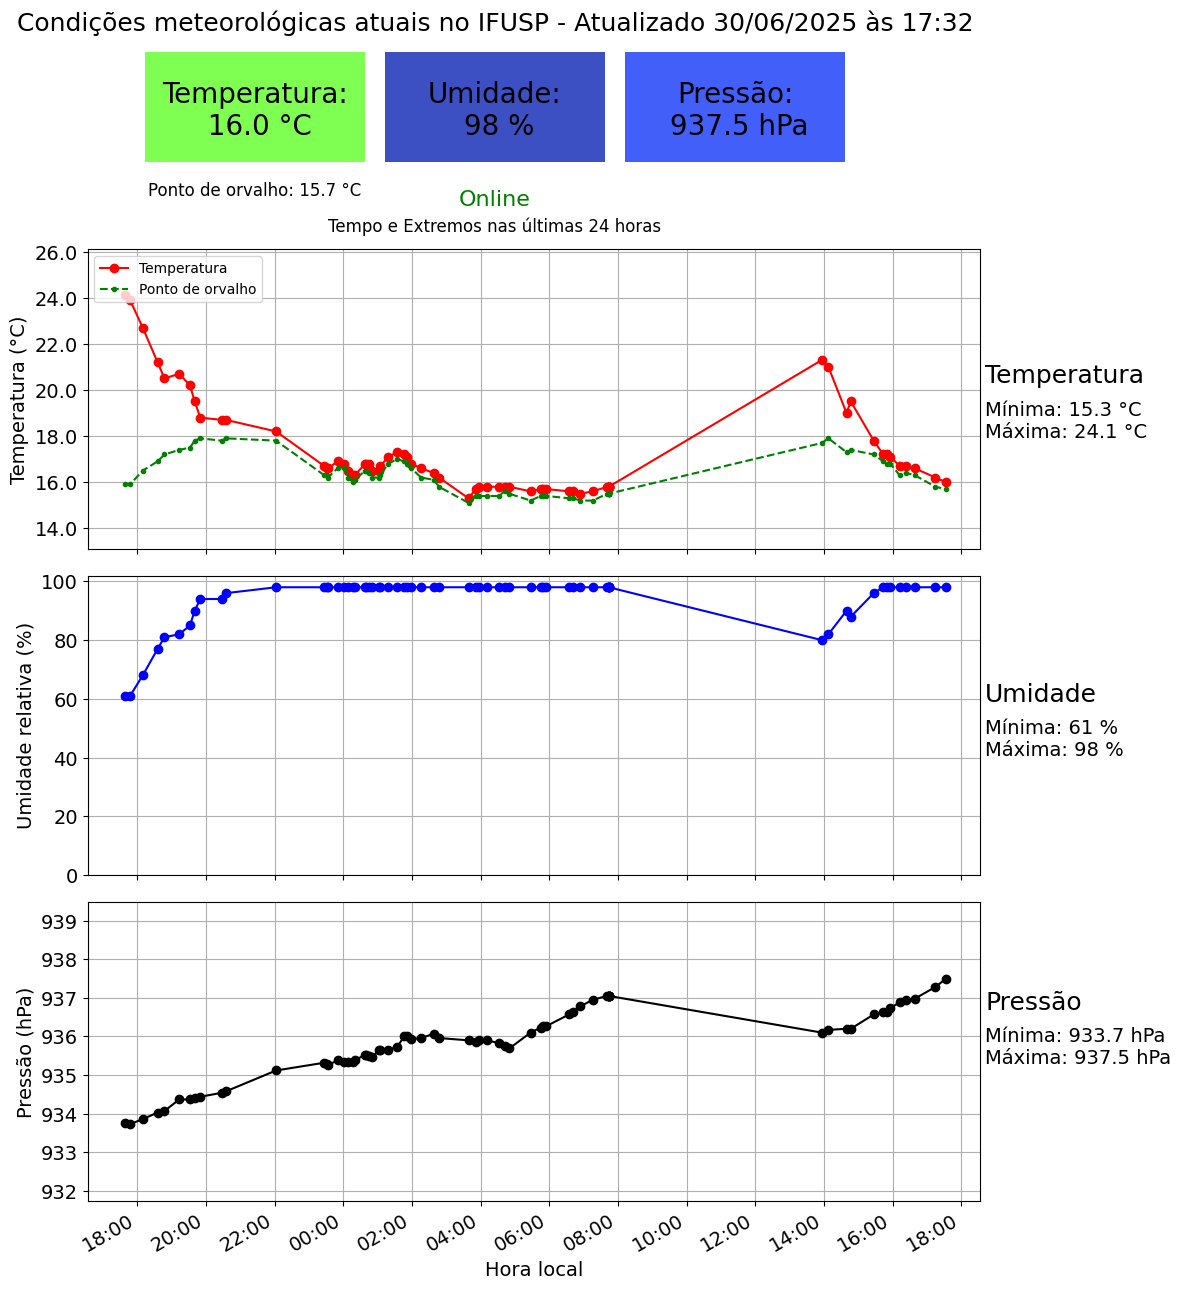 Condições meteorológicas atuais no IFUSP - Atualizado 30/06/2025 às 17:32
Temperatura:
16.0 °C
Umidade:
98 %
Pressão:
937.5 hPa
Ponto de orvalho: 15.7 °C
Online
Tempo e Extremos nas últimas 24 horas
Temperatura (°C)
26.0
24.0
22.0
20.0
18.0
16.0
14.0
Temperatura
Ponto de orvalho
Temperatura
Mínima: 15.3 °C
Máxima: 24.1 °C
Umidade relativa (%)
100
80
60
40
20
0
Umidade
Mínima: 61 %
Máxima: 98 %
Pressão (hPa)
939
938
937
936
935
934
933
932
Pressão
Mínima: 933.7 hPa
Máxima: 937.5 hPa
18:00 20:00 22:00 00:00 02:00 04:00 06:00 08:00 10:00 12:00 14:00 16:00 18:00
Hora local